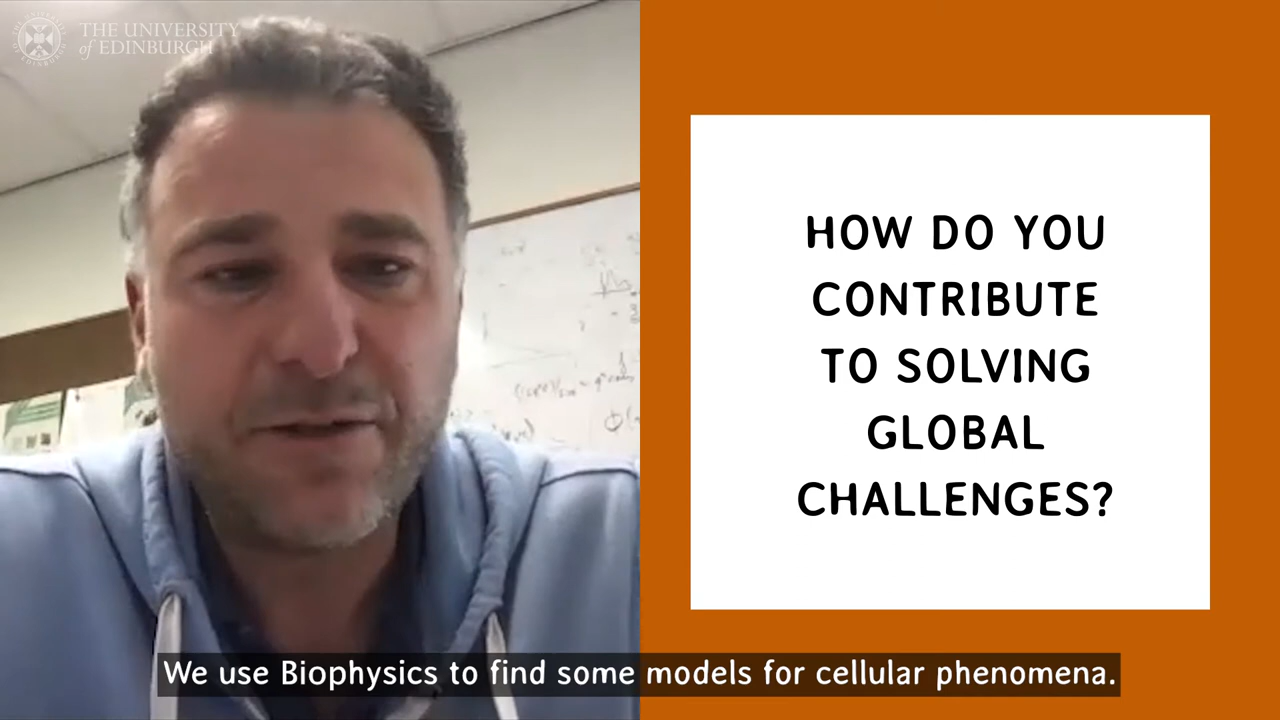 THE UNIVERSITY
of EDINBURGH
HOW DO YOU
CONTRIBUTE
TO SOLVING
GLOBAL
CHALLENGES?
We use Biophysics to find some models for cellular phenomena.